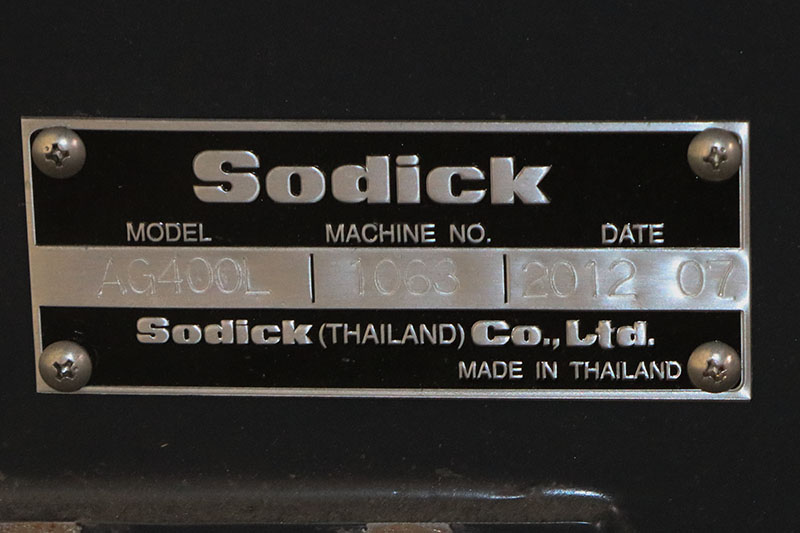 Sodick
MODEL MACHINE NO. DATE
AG400L 1063 2012 07
Sodick (THAILAND) Co., Ltd.
MADE IN THAILAND